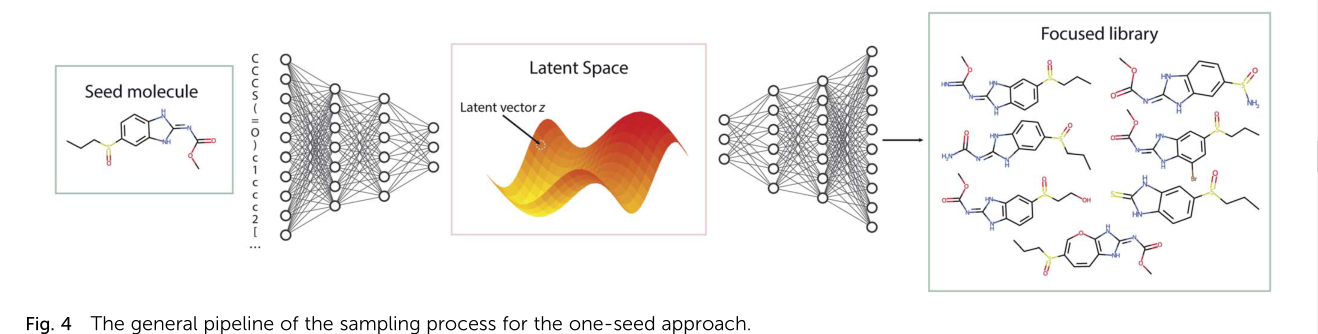 Seed molecule
C
C
C
S
(
=
O
)
c
1
c
c
c
2
[
...
Latent Space
Latent vector z
Focused library
Fig. 4 The general pipeline of the sampling process for the one-seed approach.